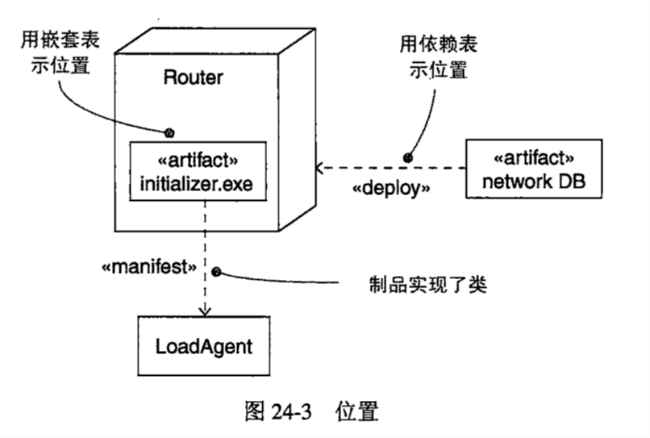 用嵌套表
示位置
用依赖表
示位置
Router
«artifact»
initializer.exe
«deploy»
«artifact»
network DB
«manifest»
制品实现了类
LoadAgent
图 24-3 位置